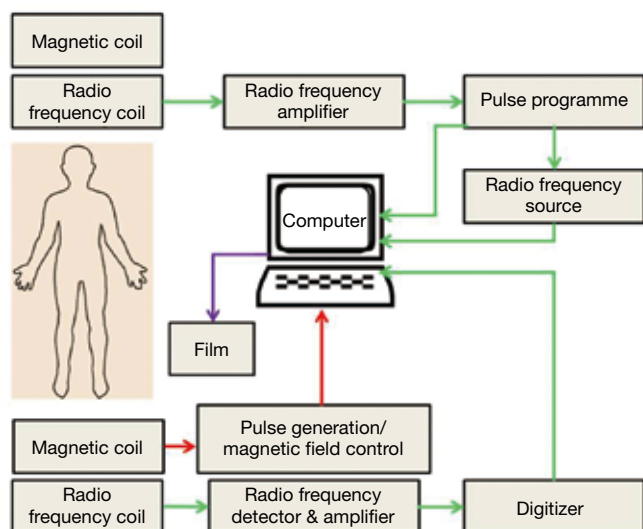 Magnetic coil
Radio
frequency coil
Radio frequency
amplifier
Pulse programme
Radio frequency
source
Computer
Film
Magnetic coil
Pulse generation/
magnetic field control
Radio
frequency coil
Radio frequency
detector & amplifier
Digitizer